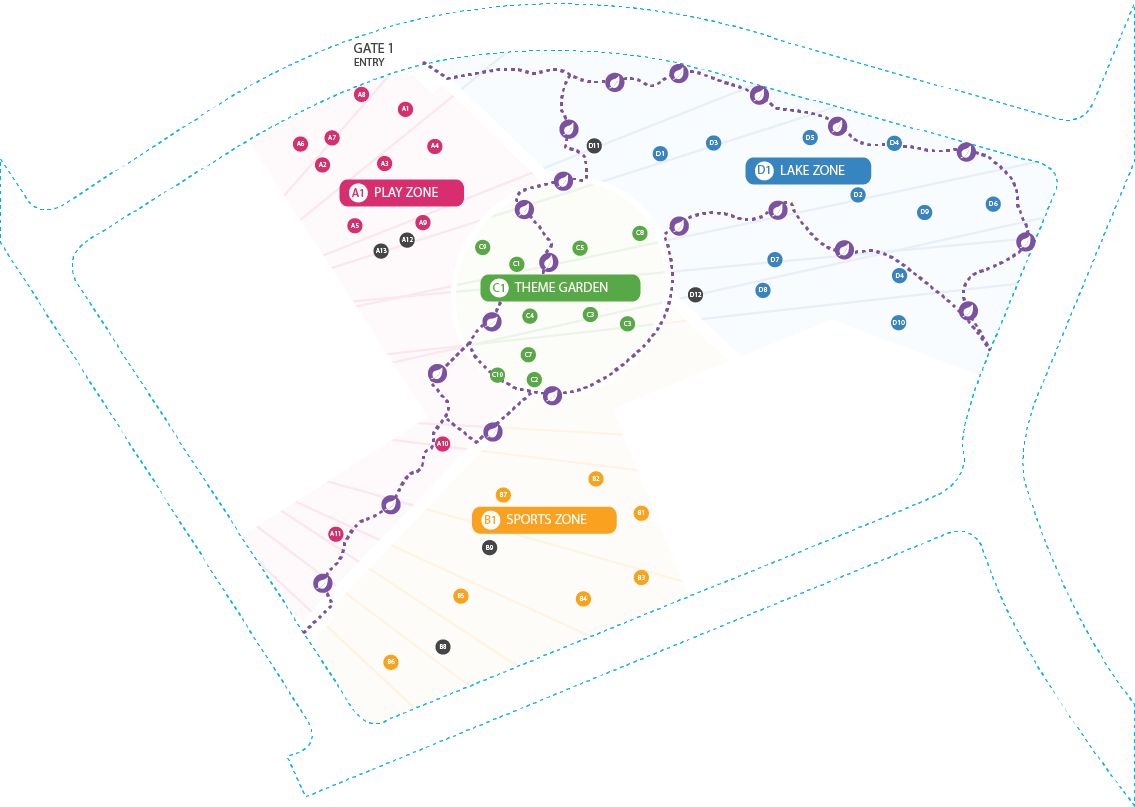 GATE 1
ENTRY
A8
A1
A7
A6
A4
D11
D5
D3
D4
D1
A2
A3
D1 LAKE ZONE
A1 PLAY ZONE
D2
D6
D9
A5
A9
C8
A12
A13
C9
C5
C1
D7
D4
C1 THEME GARDEN
D8
D12
C4
C3
C3
D10
C7
C10
C2
A10
B2
B7
B1
B1 SPORTS ZONE
A11
B9
B3
B5
B4
B8
B6